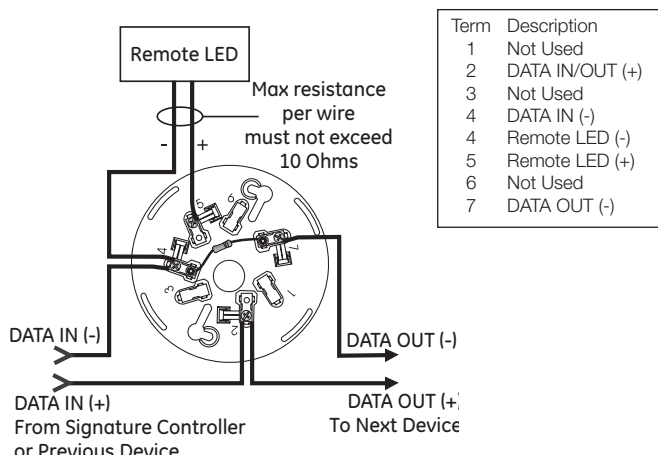 Remote LED
Max resistance
per wire
must not exceed
10 Ohms
- +
5
6
4
7
3
1
2
DATA IN (-)
DATA OUT (-)
DATA IN (+)
DATA OUT (+)
From Signature Controller
To Next Device
or Previous Device
Term Description
1 Not Used
2 DATA IN/OUT (+)
3 Not Used
4 DATA IN (-)
4 Remote LED (-)
5 Remote LED (+)
6 Not Used
7 DATA OUT (-)